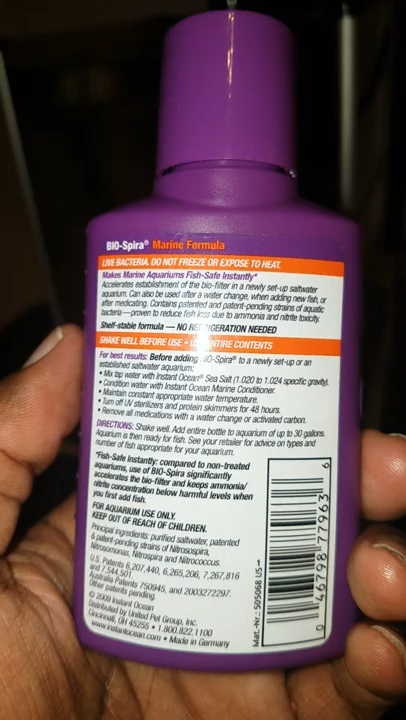 BIO-Spira® Marine Formula
LIVE BACTERIA. DO NOT FREEZE OR EXPOSE TO HEAT.
Makes Marine Aquariums Fish-Safe Instantly*
Accelerates establishment of the bio-filter in a newly set-up saltwater
aquarium. Can also be used after a water change, when adding new fish, or
after medicating. Contains patented and patent-pending strains of aquatic
bacteria—proven to reduce fish loss due to ammonia and nitrite toxicity.
Shelf-stable formula — NO REFRIGERATION NEEDED
SHAKE WELL BEFORE USE • USE ENTIRE CONTENTS
For best results: Before adding BIO-Spira® to a newly set-up or an
established saltwater aquarium:
• Mix tap water with Instant Ocean® Sea Salt (1.020 to 1.024 specific gravity).
• Condition water with Instant Ocean Marine Conditioner.
• Maintain constant appropriate water temperature.
• Turn off UV sterilizers and protein skimmers for 48 hours.
• Remove all medications with a water change or activated carbon.
DIRECTIONS: Shake well. Add entire bottle to aquarium of up to 30 gallons.
Aquarium is then ready for fish. See your retailer for advice on types and
number of fish appropriate for your aquarium.
*Fish-Safe Instantly: compared to non-treated
aquariums, use of BIO-Spira significantly
accelerates the bio-filter and keeps ammonia/
nitrite concentration below harmful levels when
you first add fish.
FOR AQUARIUM USE ONLY.
KEEP OUT OF REACH OF CHILDREN.
Principal ingredients: purified saltwater, patented
& patent-pending strains of Nitrosospira,
Nitrosomonas, Nitrospira and Nitrococcus.
U.S. Patents 6,207,440, 6,265,206, 7,267,816
and 7,544,501.
Australia Patents 750945, and 2003272297.
Other patents pending.
© 2009 Instant Ocean
Distributed by United Pet Group, Inc.
Cincinnati, OH 45255 • 1.800.822.1100
www.instantocean.com • Made in Germany
Mat.-Nr.: 505068 US-1
0 46798 77963 6